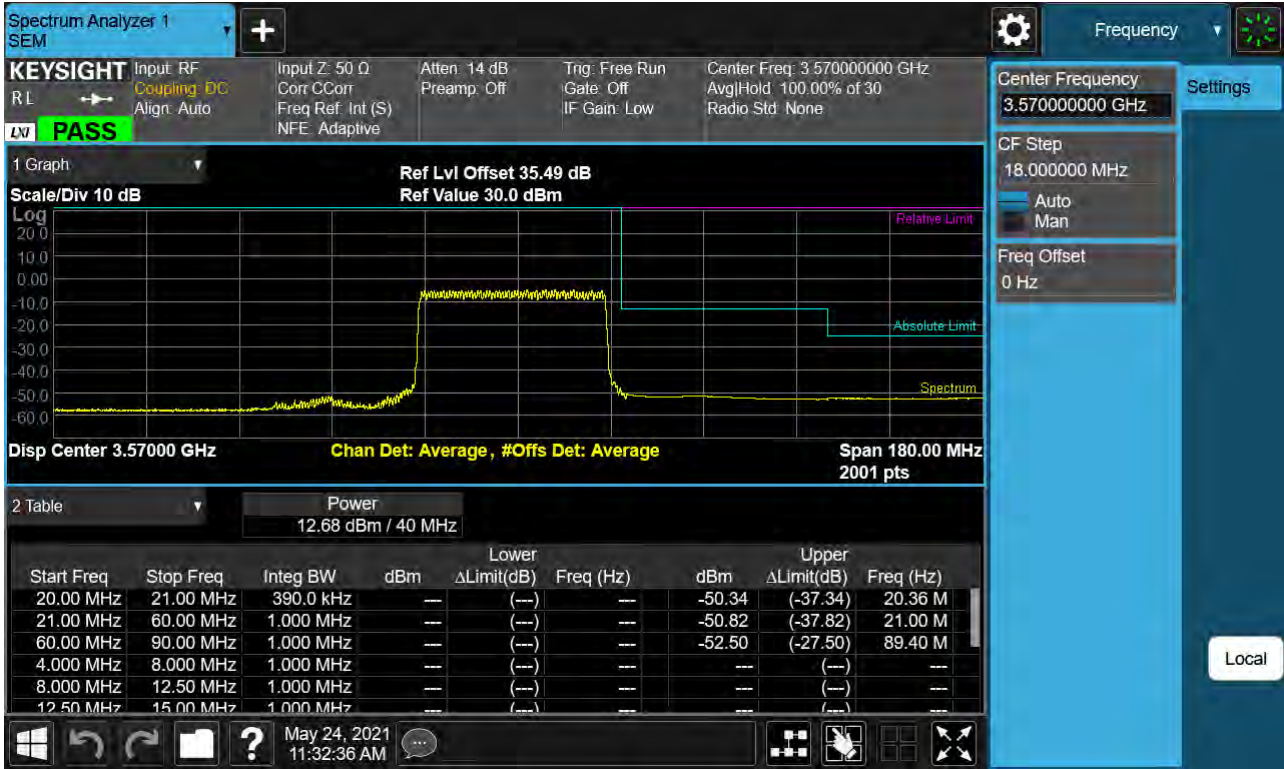 Spectrum Analyzer 1
SEM
Frequency
KEYSIGHT
Input: RF
Coupling: DC
Align: Auto
Input Z: 50 Ω
Corr CCorr
Freq Ref: Int (S)
NFE: Adaptive
Atten: 14 dB
Preamp: Off
Trig: Free Run
Gate: Off
IF Gain: Low
Center Freq: 3.570000000 GHz
Avg|Hold: 100.00% of 30
Radio Std: None
R L
LXI PASS
Center Frequency
3.570000000 GHz
Settings
CF Step
18.000000 MHz
Auto
Man
Freq Offset
0 Hz
Local
1 Graph
Scale/Div 10 dB
Ref Lvl Offset 35.49 dB
Ref Value 30.0 dBm
Log
20.0
10.0
0.00
-10.0
-20.0
-30.0
-40.0
-50.0
-60.0
Relative Limit
Absolute Limit
Spectrum
Disp Center 3.57000 GHz Chan Det: Average, #Offs Det: Average Span 180.00 MHz
2001 pts
2 Table
Power
12.68 dBm / 40 MHz
Lower Upper
Start Freq Stop Freq Integ BW dBm ΔLimit(dB) Freq (Hz) dBm ΔLimit(dB) Freq (Hz)
20.00 MHz 21.00 MHz 390.0 kHz --- (---) --- -50.34 (-37.34) 20.36 M
21.00 MHz 60.00 MHz 1.000 MHz --- (---) --- -50.82 (-37.82) 21.00 M
60.00 MHz 90.00 MHz 1.000 MHz --- (---) --- -52.50 (-27.50) 89.40 M
4.000 MHz 8.000 MHz 1.000 MHz --- (---) --- --- (---) ---
8.000 MHz 12.50 MHz 1.000 MHz --- (---) --- --- (---) ---
12.50 MHz 15.00 MHz 1.000 MHz --- (---) --- --- (---) ---
May 24, 2021
11:32:36 AM